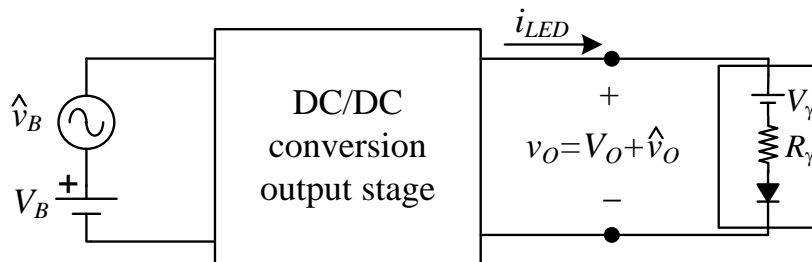 i_LED
v̂_B
+
V_B
DC/DC
conversion
output stage
+
v_O=V_O+v̂_O
−
V_γ
R_γ